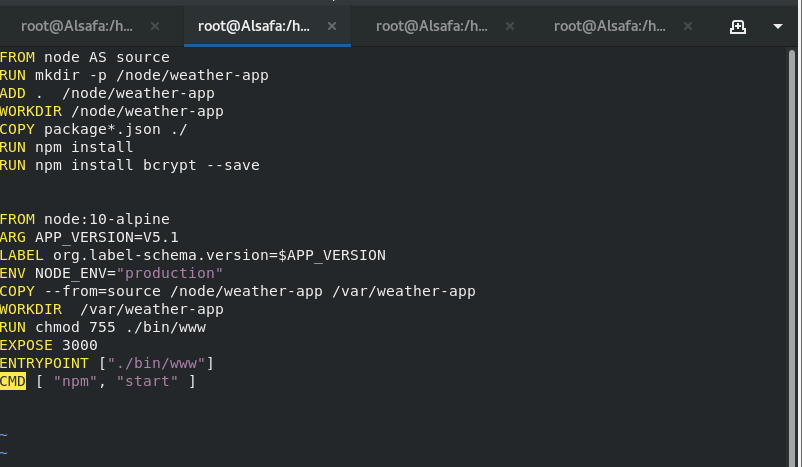 root@Alsafa:/h... × root@Alsafa:/h... × root@Alsafa:/h... × root@Alsafa:/h... ×
FROM node AS source
RUN mkdir -p /node/weather-app
ADD .  /node/weather-app
WORKDIR /node/weather-app
COPY package*.json ./
RUN npm install
RUN npm install bcrypt --save
FROM node:10-alpine
ARG APP_VERSION=V5.1
LABEL org.label-schema.version=$APP_VERSION
ENV NODE_ENV="production"
COPY --from=source /node/weather-app /var/weather-app
WORKDIR  /var/weather-app
RUN chmod 755 ./bin/www
EXPOSE 3000
ENTRYPOINT ["./bin/www"]
CMD [ "npm", "start" ]
~
~